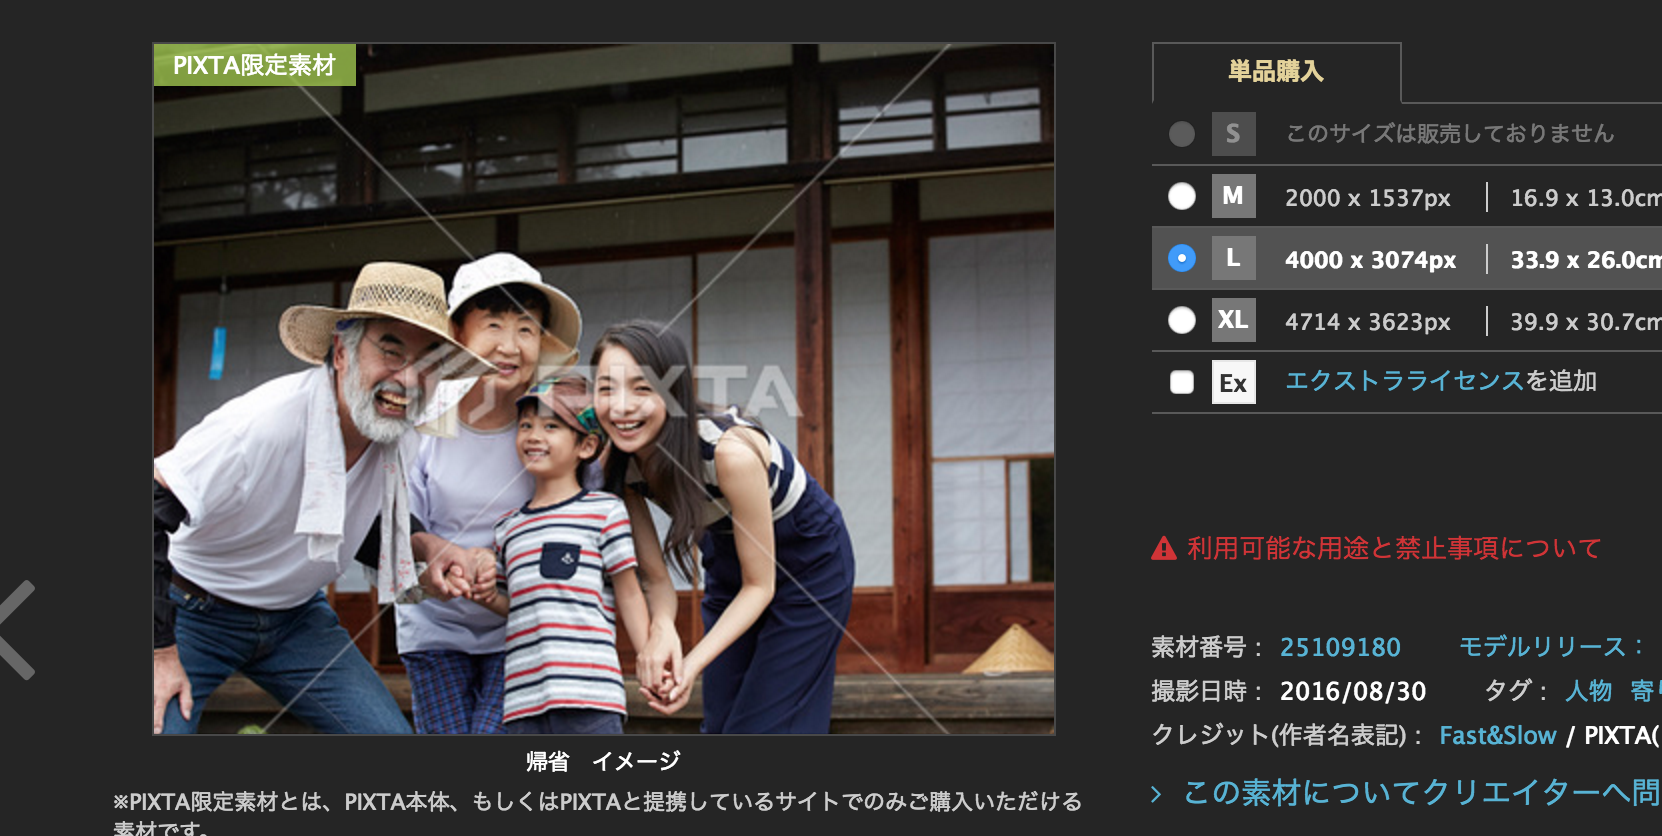 PIXTA限定素材
PIXTA
帰省　イメージ
※PIXTA限定素材とは、PIXTA本体、もしくはPIXTAと提携しているサイトでのみご購入いただける
素材です。
単品購入
S このサイズは販売しておりません
M 2000 x 1537px | 16.9 x 13.0cm
L 4000 x 3074px | 33.9 x 26.0cm
XL 4714 x 3623px | 39.9 x 30.7cm
Ex エクストラライセンスを追加
利用可能な用途と禁止事項について
素材番号： 25109180 モデルリリース：
撮影日時： 2016/08/30 タグ： 人物 寄り
クレジット(作者名表記)： Fast&Slow / PIXTA(
この素材についてクリエイターへ問